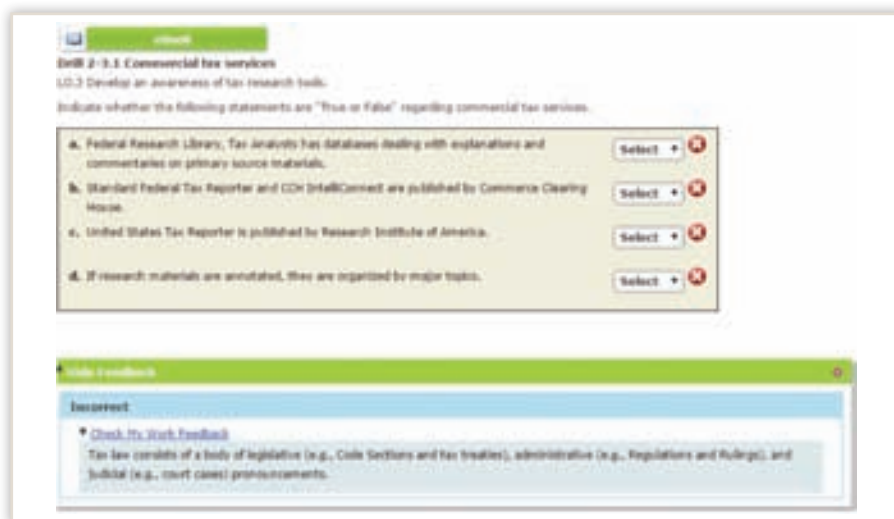 eBook
Drill 2-3.1 Commercial tax services
LO.3 Develop an awareness of tax research tools.
Indicate whether the following statements are "True or False" regarding commercial tax services.
a. Federal Research Library, Tax Analysts has databases dealing with explanations and
commentaries on primary source materials.
Select
b. Standard Federal Tax Reporter and CCH IntelliConnect are published by Commerce Clearing
House.
Select
c. United States Tax Reporter is published by Research Institute of America.
Select
d. If research materials are annotated, they are organized by major topics.
Select
Hide Feedback
Incorrect
Check My Work Feedback
Tax law consists of a body of legislative (e.g., Code Sections and tax treaties), administrative (e.g., Regulations and Rulings), and
judicial (e.g., court cases) pronouncements.